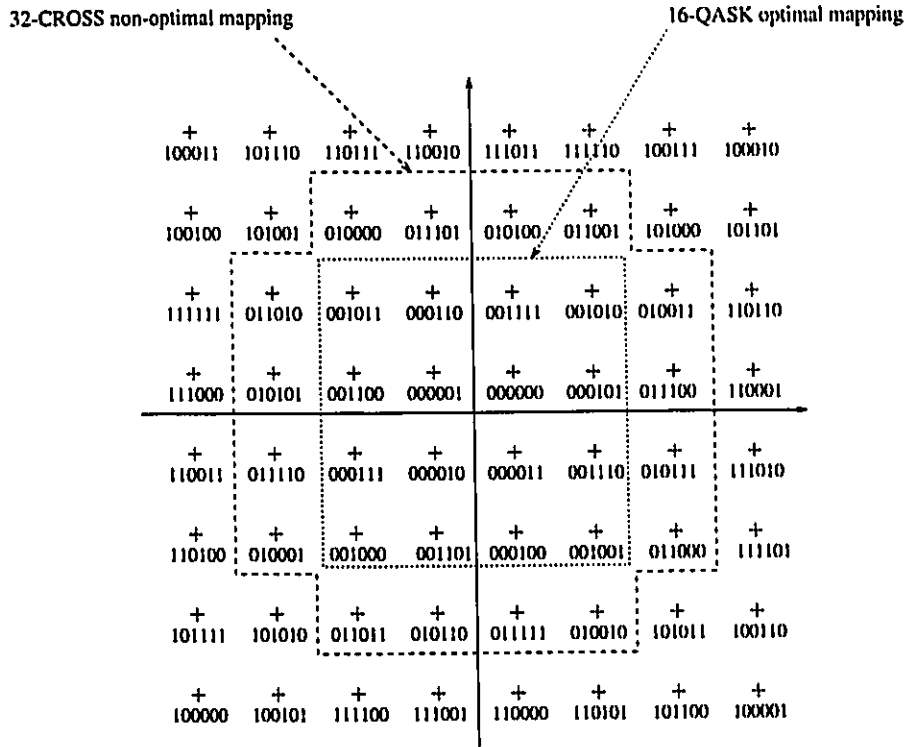 32-CROSS non-optimal mapping 16-QASK optimal mapping
100011 101110 110111 110010 111011 111110 100111 100010
100100 101001 010000 011101 010100 011001 101000 101101
111111 011010 001011 000110 001111 001010 010011 110110
111000 010101 001100 000001 000000 000101 011100 110001
110011 011110 000111 000010 000011 001110 010111 111010
110100 010001 001000 001101 000100 001001 011000 111101
101111 101010 011011 010110 011111 010010 101011 100110
100000 100101 111100 111001 110000 110101 101100 100001